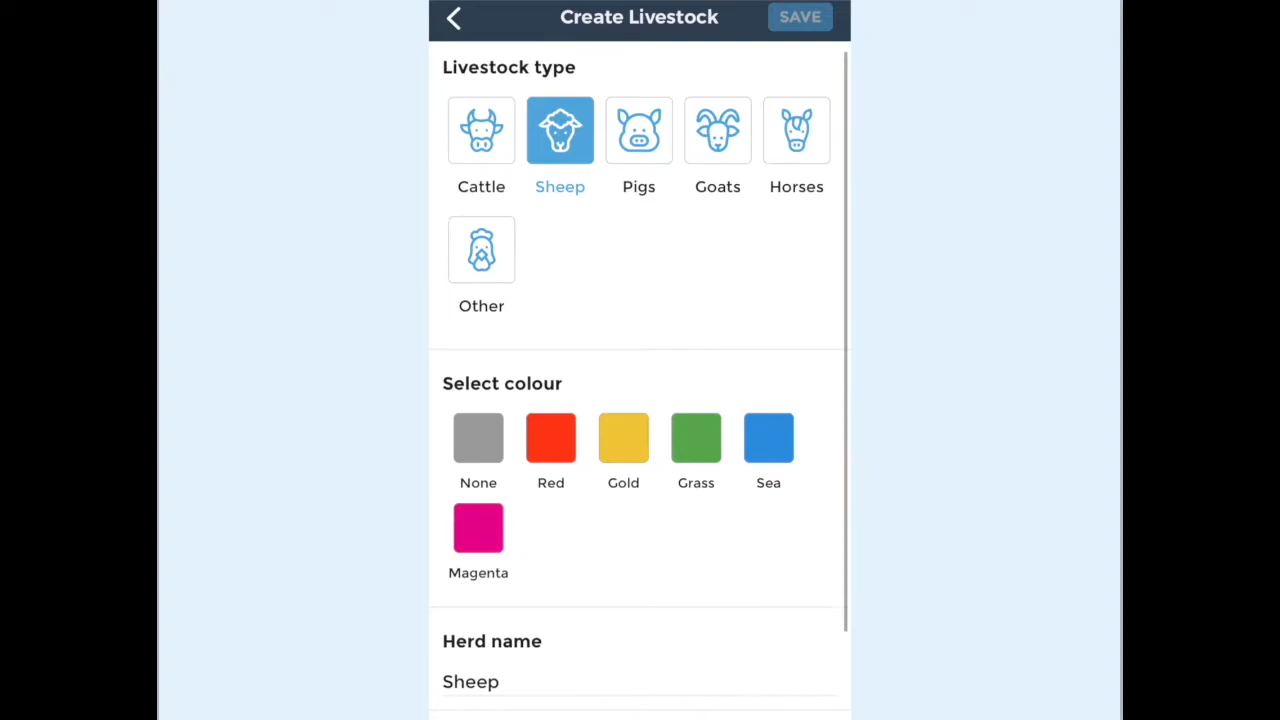 Create Livestock
SAVE
Livestock type
Cattle
Sheep
Pigs
Goats
Horses
Other
Select colour
None
Red
Gold
Grass
Sea
Magenta
Herd name
Sheep